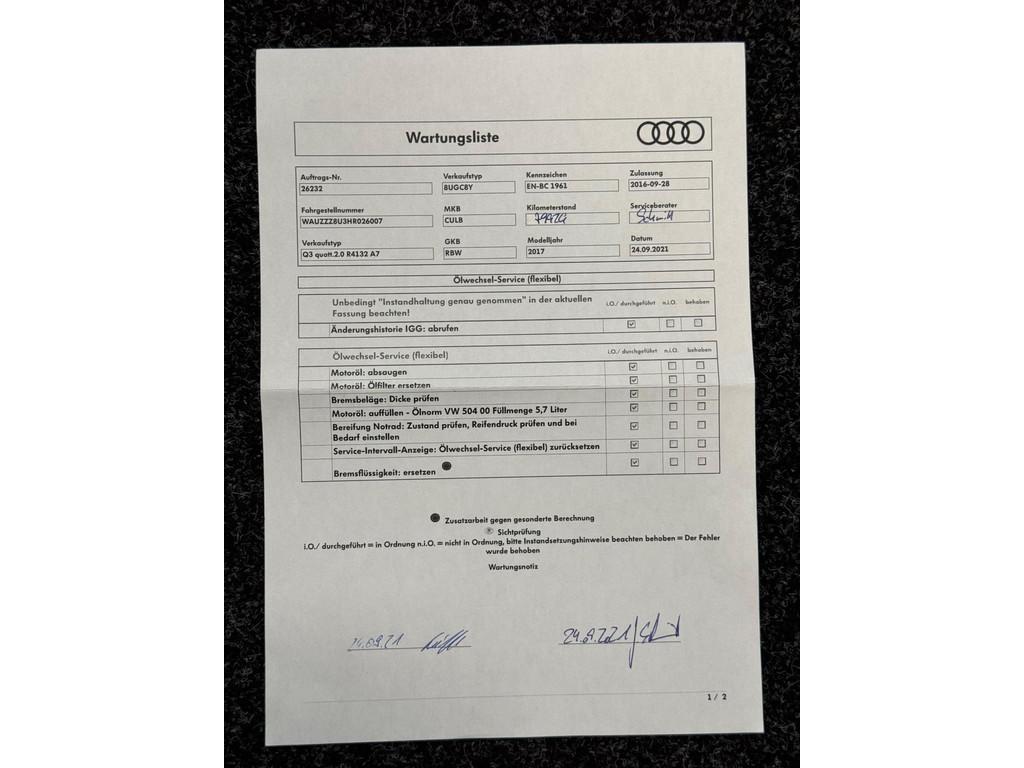 Wartungsliste
Auftrags-Nr. Verkaufstyp Kennzeichen Zulassung
26232 8UGC8Y EN-BC 1961 2016-09-28
Fahrgestellnummer MKB Kilometerstand Serviceberater
WAUZZZ8U3HR026007 CULB Schmitt
Verkaufstyp GKB Modelljahr Datum
Q3 quatt.2.0 R4132 A7 RBW 2017 24.09.2021
Ölwechsel-Service (flexibel)
Unbedingt "Instandhaltung genau genommen" in der aktuellen i.O./ durchgeführt n.i.O. behoben
Fassung beachten!
Änderungshistorie IGG: abrufen
Ölwechsel-Service (flexibel) i.O./ durchgeführt n.i.O. behoben
Motoröl: absaugen
Motoröl: Ölfilter ersetzen
Bremsbeläge: Dicke prüfen
Motoröl: auffüllen - Ölnorm VW 504 00 Füllmenge 5,7 Liter
Bereifung Notrad: Zustand prüfen, Reifendruck prüfen und bei
Bedarf einstellen
Service-Intervall-Anzeige: Ölwechsel-Service (flexibel) zurücksetzen
Bremsflüssigkeit: ersetzen
Zusatzarbeit gegen gesonderte Berechnung
Sichtprüfung
i.O./ durchgeführt = in Ordnung n.i.O. = nicht in Ordnung, bitte Instandsetzungshinweise beachten behoben = Der Fehler
wurde behoben
Wartungsnotiz
24.09.21 24.9.2021
1 / 2